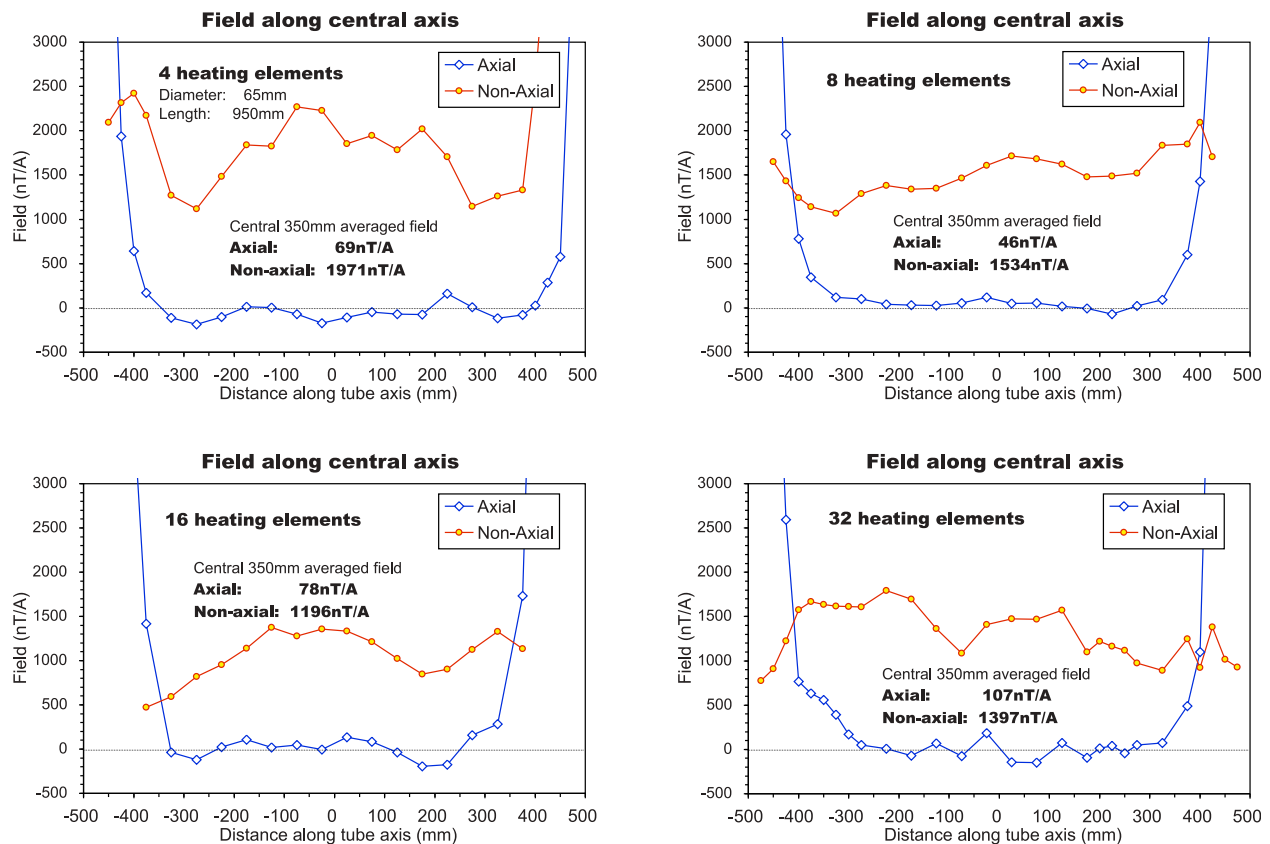 Field along central axis
3000
2500
2000
1500
1000
500
0
-500
Field (nT/A)
4 heating elements
Diameter: 65mm
Length: 950mm
Axial
Non-Axial
Central 350mm averaged field
Axial: 69nT/A
Non-axial: 1971nT/A
-500 -400 -300 -200 -100 0 100 200 300 400 500
Distance along tube axis (mm)
Field along central axis
3000
2500
2000
1500
1000
500
0
-500
Field (nT/A)
8 heating elements
Axial
Non-Axial
Central 350mm averaged field
Axial: 46nT/A
Non-axial: 1534nT/A
-500 -400 -300 -200 -100 0 100 200 300 400 500
Distance along tube axis (mm)
Field along central axis
3000
2500
2000
1500
1000
500
0
-500
Field (nT/A)
16 heating elements
Axial
Non-Axial
Central 350mm averaged field
Axial: 78nT/A
Non-axial: 1196nT/A
-500 -400 -300 -200 -100 0 100 200 300 400 500
Distance along tube axis (mm)
Field along central axis
3000
2500
2000
1500
1000
500
0
-500
Field (nT/A)
32 heating elements
Axial
Non-Axial
Central 350mm averaged field
Axial: 107nT/A
Non-axial: 1397nT/A
-500 -400 -300 -200 -100 0 100 200 300 400 500
Distance along tube axis (mm)